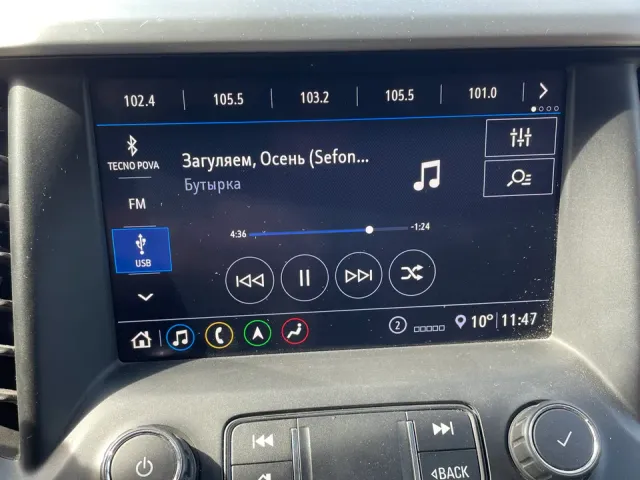 102.4 105.5 103.2 105.5 101.0
TECNO POVA
Загуляем, Осень (Sefon...
Бутырка
FM
4:36 -1:24
USB
2 10° 11:47
BACK